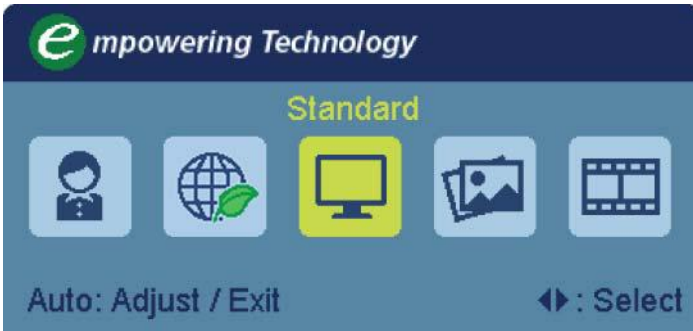 empowering Technology
Standard
Auto: Adjust / Exit
◀▶: Select